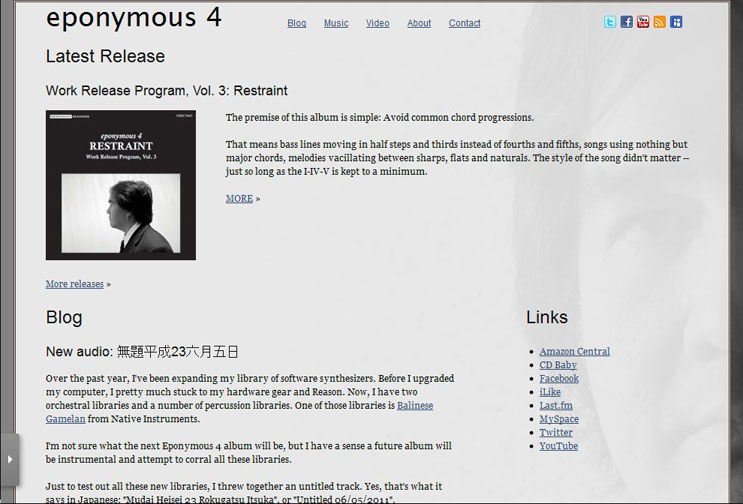 eponymous 4
Blog Music Video About Contact
Latest Release
Work Release Program, Vol. 3: Restraint
eponymous 4
RESTRAINT
Work Release Program, Vol. 3
The premise of this album is simple: Avoid common chord progressions.
That means bass lines moving in half steps and thirds instead of fourths and fifths, songs using nothing but
major chords, melodies vacillating between sharps, flats and naturals. The style of the song didn't matter --
just so long as the I-IV-V is kept to a minimum.
MORE »
More releases »
Blog
New audio: 無題平成23六月五日
Over the past year, I've been expanding my library of software synthesizers. Before I upgraded
my computer, I pretty much stuck to my hardware gear and Reason. Now, I have two
orchestral libraries and a number of percussion libraries. One of those libraries is Balinese
Gamelan from Native Instruments.
I'm not sure what the next Eponymous 4 album will be, but I have a sense a future album will
be instrumental and attempt to corral all these libraries.
Just to test out all these new libraries, I threw together an untitled track. Yes, that's what it
says in Japanese: "Mudai Heisei 23 Rokugatsu Itsuka", or "Untitled 06/05/2011".
Links
Amazon Central
CD Baby
Facebook
iLike
Last.fm
MySpace
Twitter
YouTube